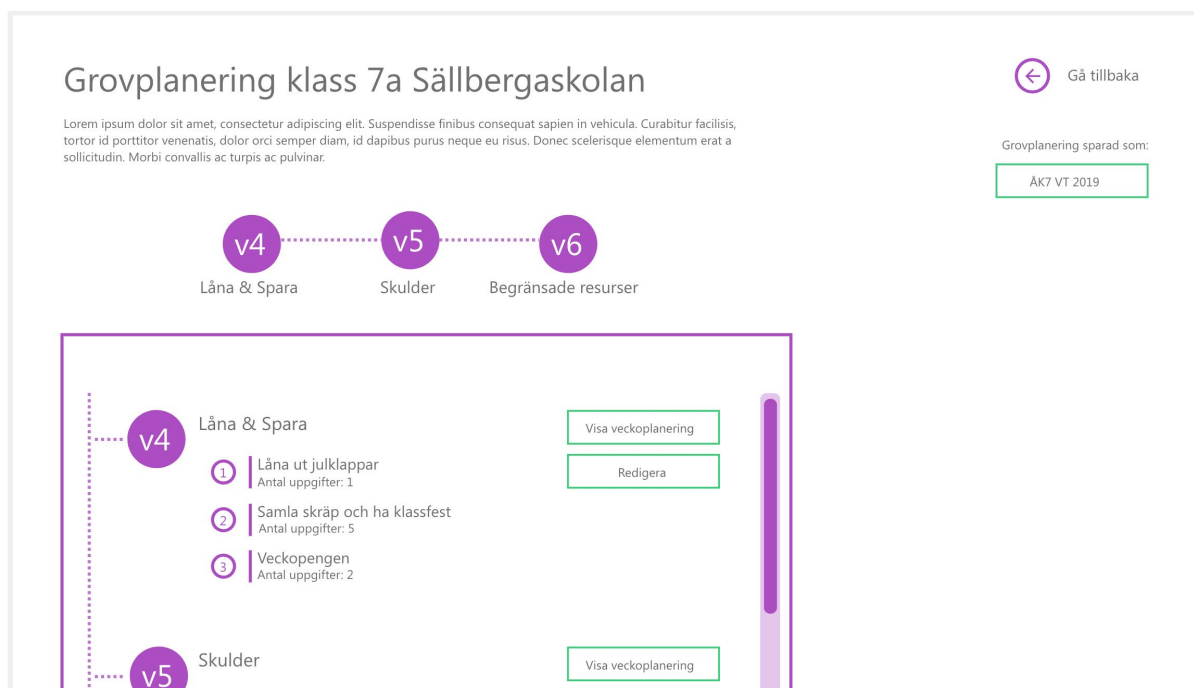 Grovplanering klass 7a Sällbergaskolan
Gå tillbaka
Lorem ipsum dolor sit amet, consectetur adipiscing elit. Suspendisse finibus consequat sapien in vehicula. Curabitur facilisis,
tortor id porttitor venenatis, dolor orci semper diam, id dapibus purus neque eu risus. Donec scelerisque elementum erat a
sollicitudin. Morbi convallis ac turpis ac pulvinar.
Grovplanering sparad som:
ÅK7 VT 2019
v4
v5
v6
Låna & Spara
Skulder
Begränsade resurser
v4
Låna & Spara
Visa veckoplanering
Redigera
1
Låna ut julklappar
Antal uppgifter: 1
2
Samla skräp och ha klassfest
Antal uppgifter: 5
3
Veckopengen
Antal uppgifter: 2
v5
Skulder
Visa veckoplanering